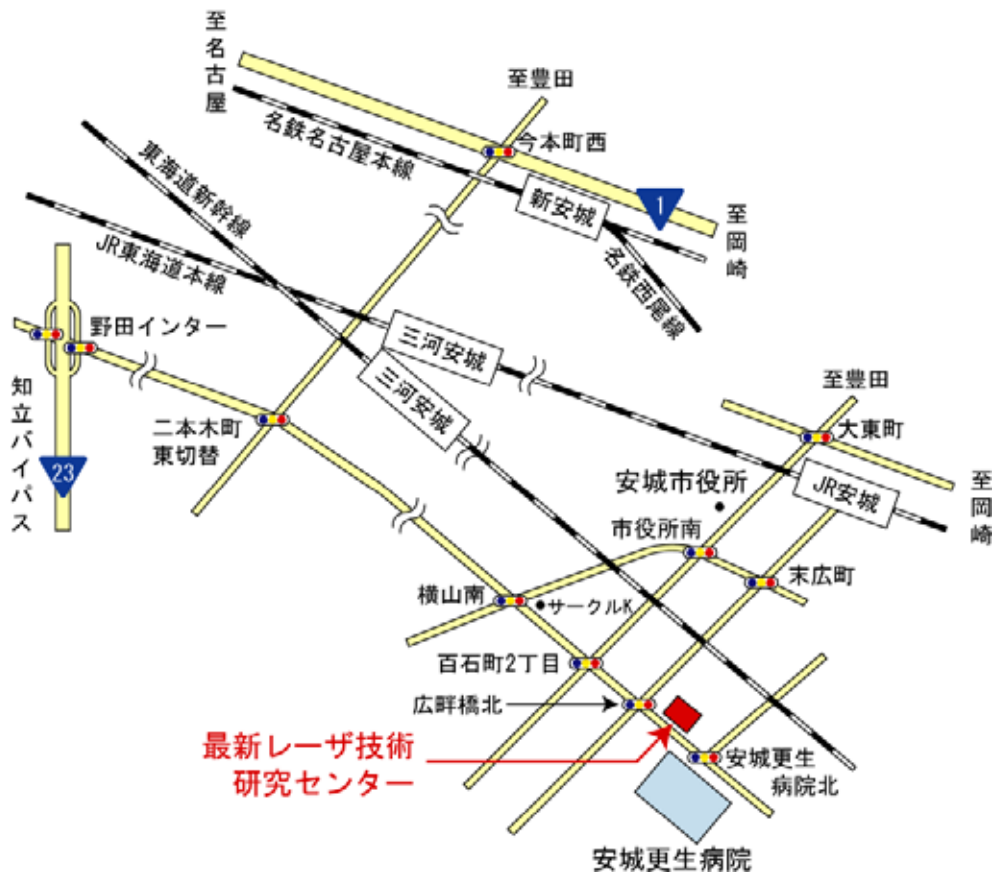 至名古屋
至豊田
今本町西
名鉄名古屋本線
東海道新幹線
新安城
1
至岡崎
JR東海道本線
名鉄西尾線
野田インター
三河安城
三河安城
至豊田
知立バイパス
23
二本木町
東切替
大東町
安城市役所
JR安城
至岡崎
市役所南
末広町
横山南
サークルK
百石町2丁目
広畔橋北
最新レーザ技術
研究センター
安城更生
病院北
安城更生病院